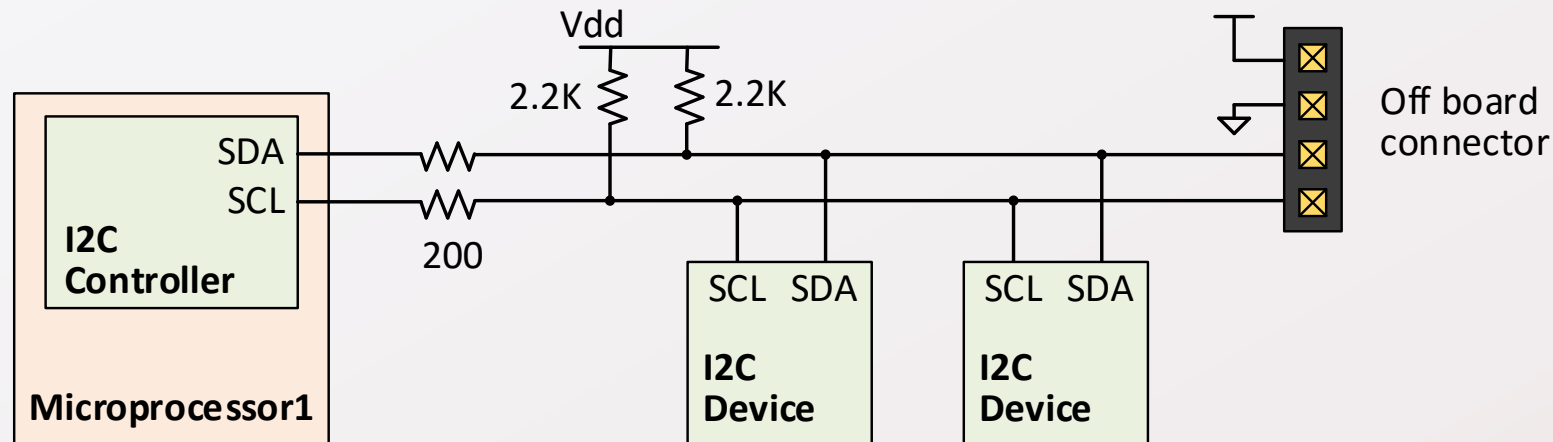 Vdd
2.2K
2.2K
SDA
SCL
I2C
Controller
200
Microprocessor1
SCL SDA
I2C
Device
SCL SDA
I2C
Device
Off board
connector